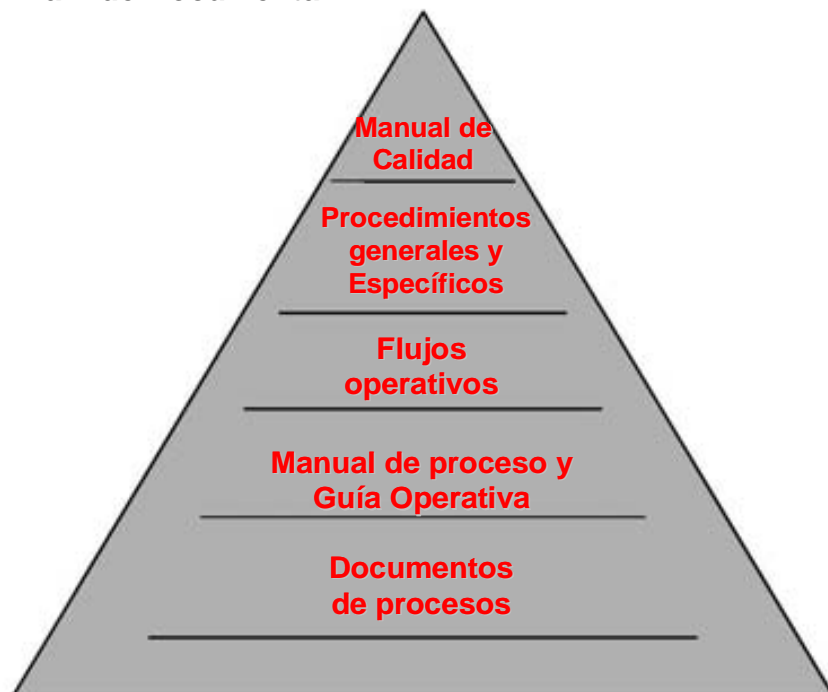 Manual de
Calidad
Procedimientos
generales y
Específicos
Flujos
operativos
Manual de proceso y
Guía Operativa
Documentos
de procesos